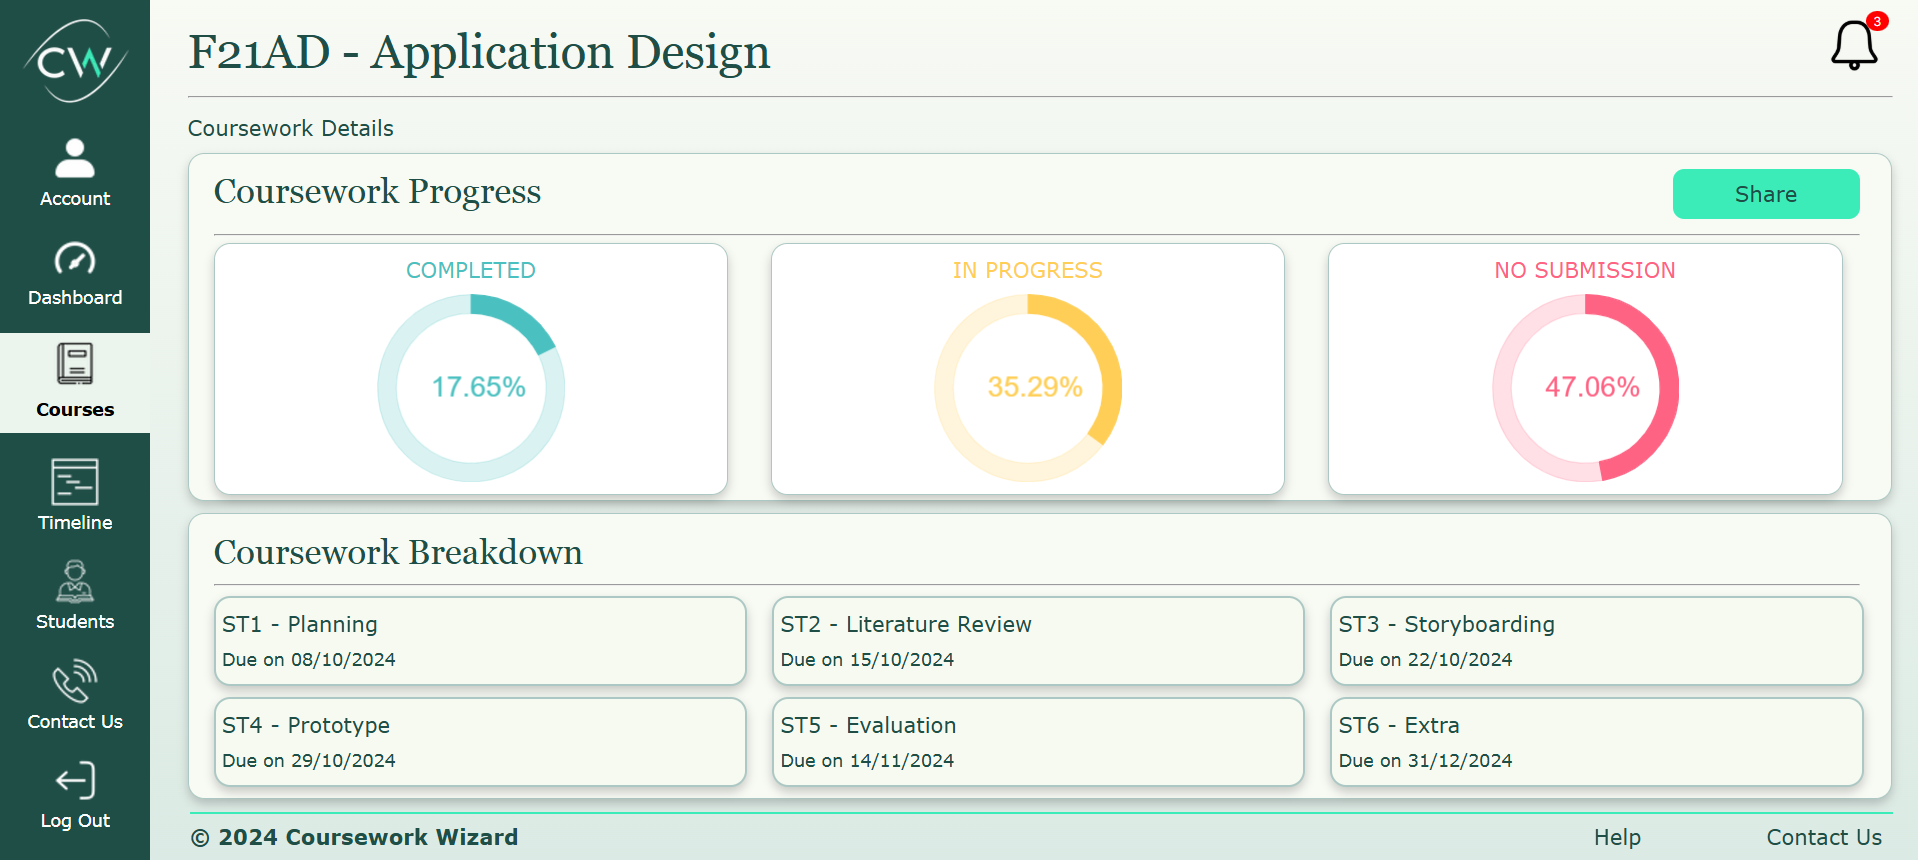 CW
Account
Dashboard
Courses
Timeline
Students
Contact Us
Log Out
F21AD - Application Design
3
Coursework Details
Coursework Progress
Share
COMPLETED
17.65%
IN PROGRESS
35.29%
NO SUBMISSION
47.06%
Coursework Breakdown
ST1 - Planning
Due on 08/10/2024
ST2 - Literature Review
Due on 15/10/2024
ST3 - Storyboarding
Due on 22/10/2024
ST4 - Prototype
Due on 29/10/2024
ST5 - Evaluation
Due on 14/11/2024
ST6 - Extra
Due on 31/12/2024
© 2024 Coursework Wizard
Help
Contact Us